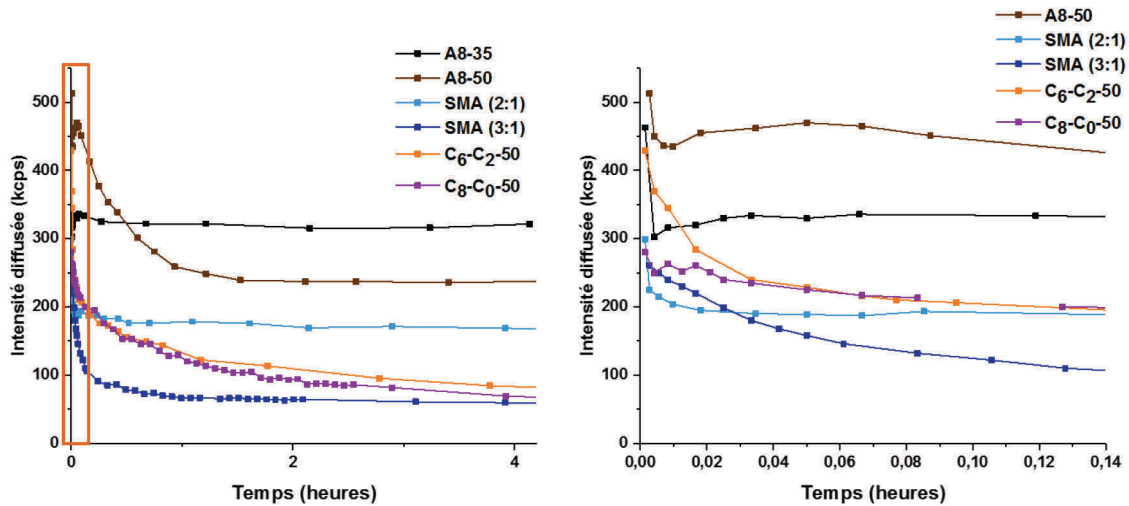 A8-35
A8-50
SMA (2:1)
SMA (3:1)
C6-C2-50
C8-C0-50
Intensité diffusée (kcps)
500
400
300
200
100
0
0
2
4
Temps (heures)
A8-50
SMA (2:1)
SMA (3:1)
C6-C2-50
C8-C0-50
Intensité diffusée (kcps)
500
400
300
200
100
0
0,00
0,02
0,04
0,06
0,08
0,10
0,12
0,14
Temps (heures)